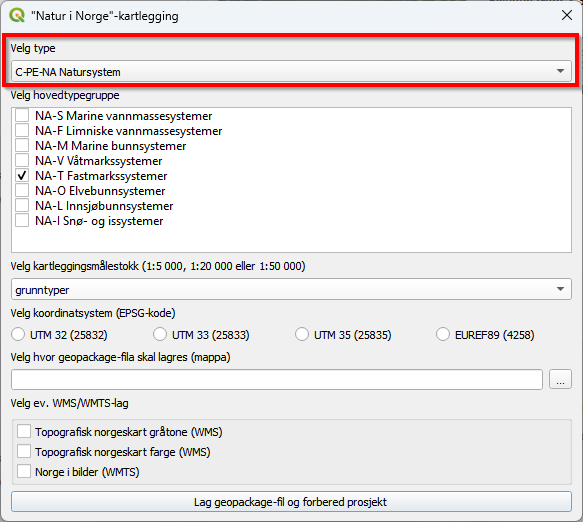 "Natur i Norge"-kartlegging
Velg type
C-PE-NA Natursystem
Velg hovedtypegruppe
NA-S Marine vannmassesystemer
NA-F Limniske vannmassesystemer
NA-M Marine bunnsystemer
NA-V Våtmarkssystemer
NA-T Fastmarkssystemer
NA-O Elvebunnsystemer
NA-L Innsjøbunnsystemer
NA-I Snø- og issystemer
Velg kartleggingsmålestokk (1:5 000, 1:20 000 eller 1:50 000)
grunntyper
Velg koordinatsystem (EPSG-kode)
UTM 32 (25832) UTM 33 (25833) UTM 35 (25835) EUREF89 (4258)
Velg hvor geopackage-fila skal lagres (mappa)
...
Velg ev. WMS/WMTS-lag
Topografisk norgeskart gråtone (WMS)
Topografisk norgeskart farge (WMS)
Norge i bilder (WMTS)
Lag geopackage-fil og forbered prosjekt